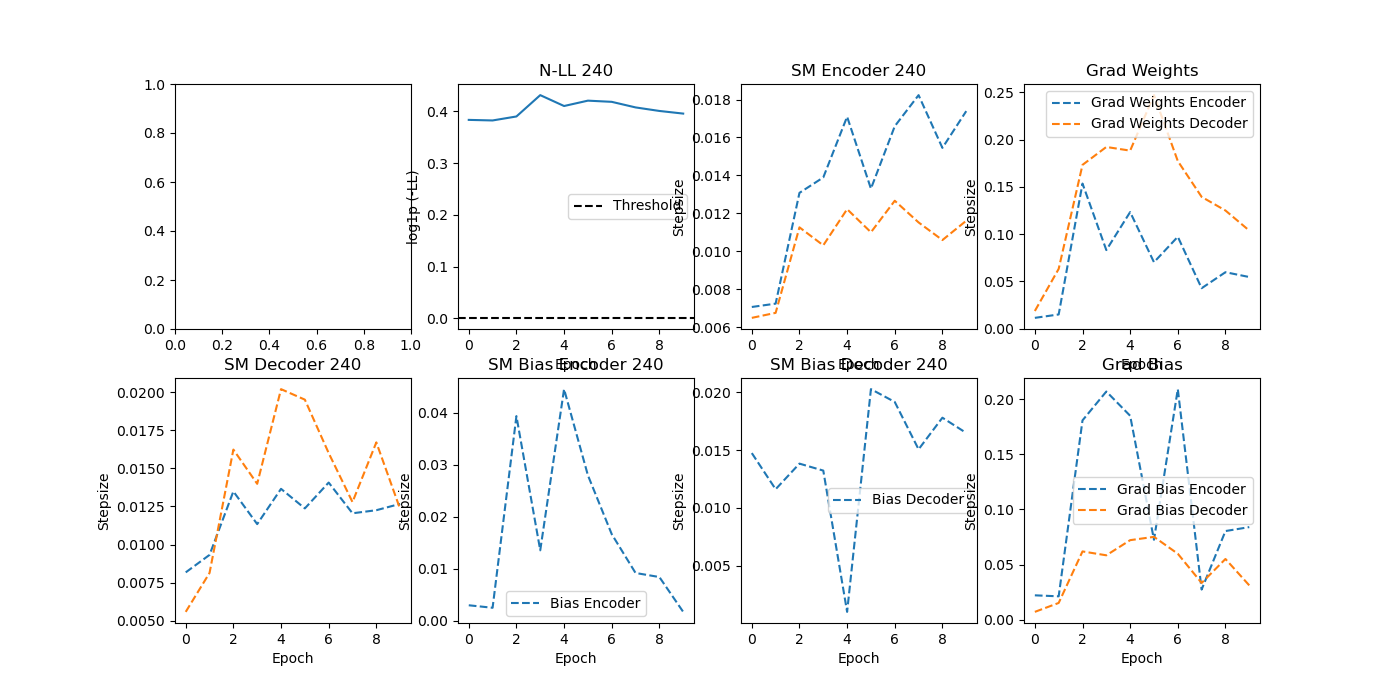 N-LL 240
SM Encoder 240
Grad Weights
1.0
0.8
0.6
0.4
0.2
0.0
0.0 0.2 0.4 0.6 0.8 1.0
log1p (-LL)
0.4
0.3
0.2
0.1
0.0
Threshold
0 2 4 6 8
Epoch
Stepsize
0.018
0.016
0.014
0.012
0.010
0.008
0.006
0 2 4 6 8
Epoch
Stepsize
0.25
0.20
0.15
0.10
0.05
0.00
Grad Weights Encoder
Grad Weights Decoder
0 2 4 6 8
Epoch
SM Decoder 240
SM Bias Encoder 240
SM Bias Decoder 240
Grad Bias
Stepsize
0.0200
0.0175
0.0150
0.0125
0.0100
0.0075
0.0050
0 2 4 6 8
Epoch
Stepsize
0.04
0.03
0.02
0.01
0.00
Bias Encoder
0 2 4 6 8
Epoch
Stepsize
0.020
0.015
0.010
0.005
Bias Decoder
0 2 4 6 8
Epoch
Stepsize
0.20
0.15
0.10
0.05
0.00
Grad Bias Encoder
Grad Bias Decoder
0 2 4 6 8
Epoch